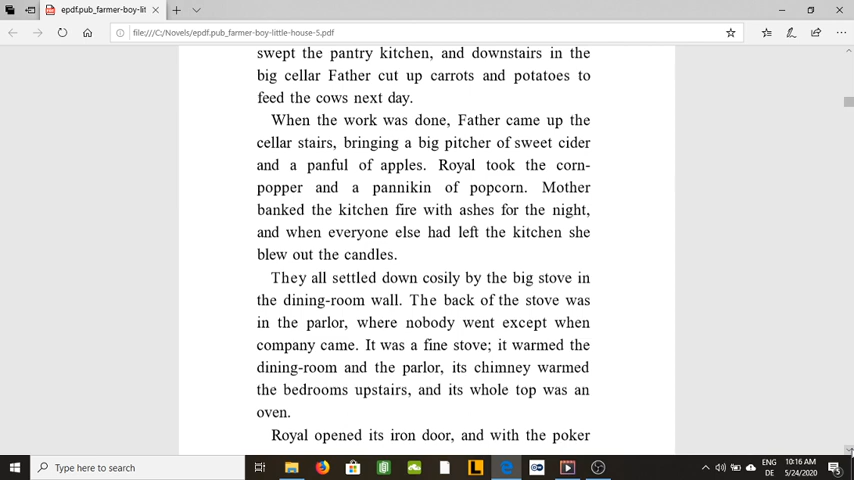 epdf.pub_farmer-boy-lit
file:///C:/Novels/epdf.pub_farmer-boy-little-house-5.pdf
swept the pantry kitchen, and downstairs in the
big cellar Father cut up carrots and potatoes to
feed the cows next day.
When the work was done, Father came up the
cellar stairs, bringing a big pitcher of sweet cider
and a panful of apples. Royal took the corn-
popper and a pannikin of popcorn. Mother
banked the kitchen fire with ashes for the night,
and when everyone else had left the kitchen she
blew out the candles.
They all settled down cosily by the big stove in
the dining-room wall. The back of the stove was
in the parlor, where nobody went except when
company came. It was a fine stove; it warmed the
dining-room and the parlor, its chimney warmed
the bedrooms upstairs, and its whole top was an
oven.
Royal opened its iron door, and with the poker
Type here to search
ENG 10:16 AM
DE 5/24/2020